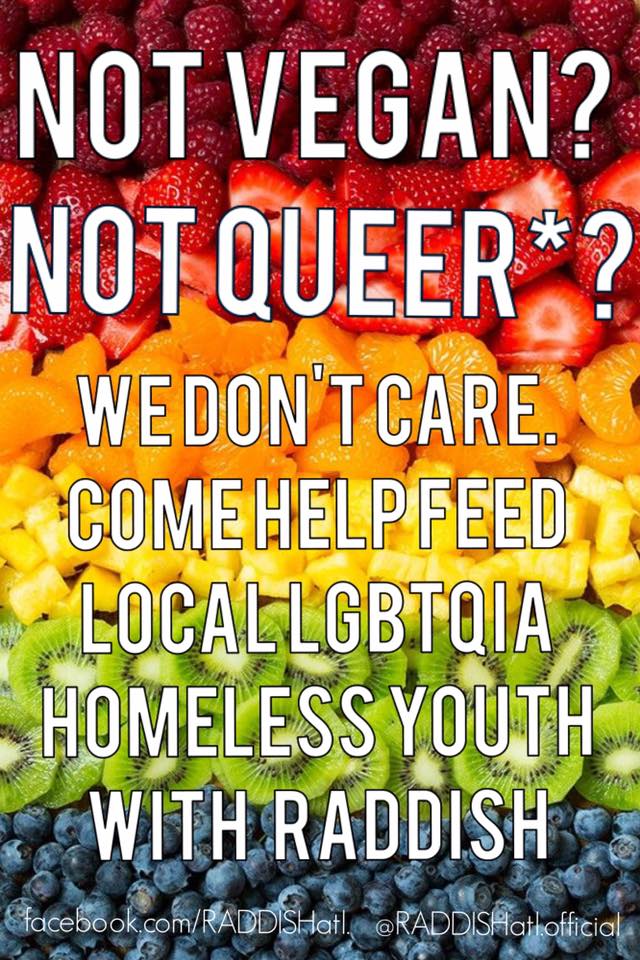 NOT VEGAN?
NOT QUEER*?
WE DON'T CARE.
COME HELP FEED
LOCAL LGBTQIA
HOMELESS YOUTH
WITH RADDISH
facebook.com/RADDISHatl. @RADDISHatl.official